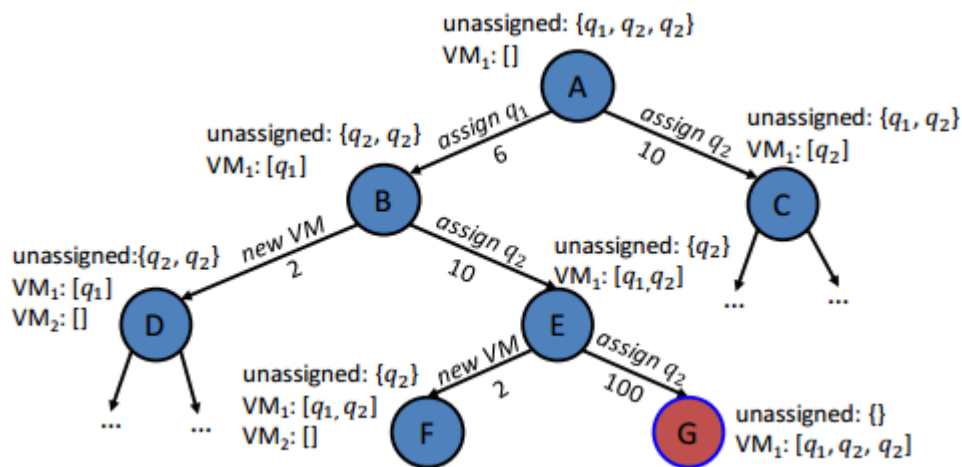 unassigned: {q₁, q₂, q₂}
VM₁: []
A
assign q₁
6
assign q₂
10
unassigned: {q₂, q₂}
VM₁: [q₁]
B
unassigned: {q₁, q₂}
VM₁: [q₂]
C
... ...
new VM
2
assign q₂
10
unassigned:{q₂, q₂}
VM₁: [q₁]
VM₂: []
D
... ...
unassigned: {q₂}
VM₁: [q₁,q₂]
E
new VM
2
assign q₂
100
unassigned: {q₂}
VM₁: [q₁, q₂]
VM₂: []
F
G
unassigned: {}
VM₁: [q₁, q₂, q₂]